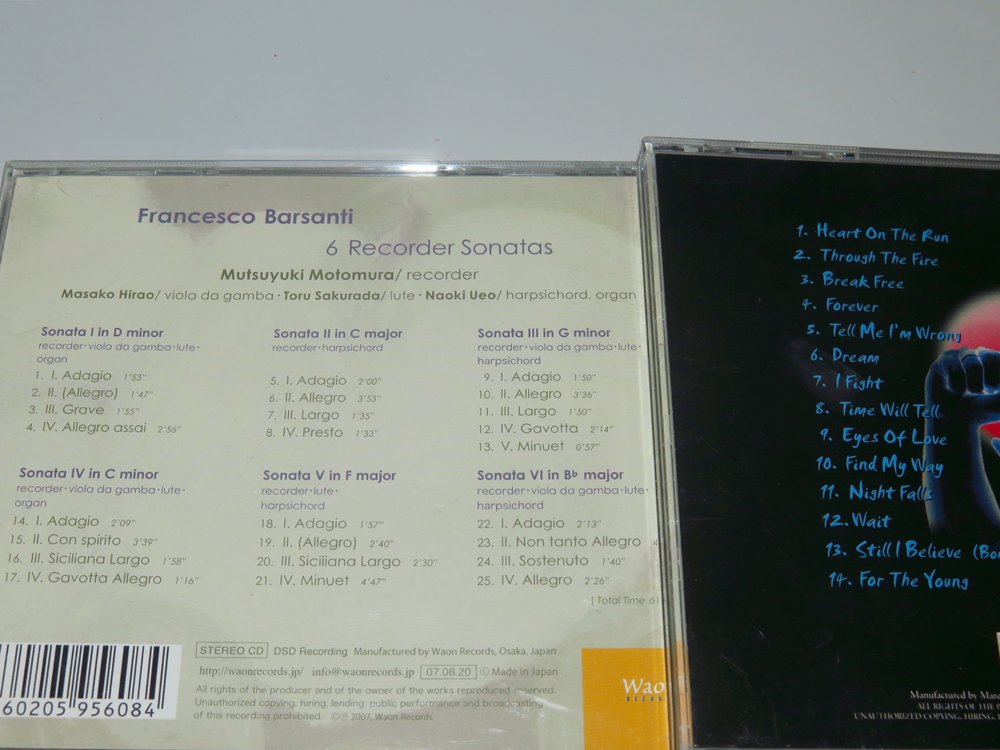 Francesco Barsanti
6 Recorder Sonatas
Mutsuyuki Motomura/ recorder
Masako Hirao/ viola da gamba・Toru Sakurada/ lute・Naoki Ueo/ harpsichord, organ
Sonata I in D minor
recorder・viola da gamba・lute・
organ
1. I. Adagio 1'53"
2. II. (Allegro) 1'47"
3. III. Grave 1'55"
4. IV. Allegro assai 2'56"
Sonata II in C major
recorder・harpsichord
5. I. Adagio 2'00"
6. II. Allegro 3'53"
7. III. Largo 1'35"
8. IV. Presto 1'33"
Sonata III in G minor
recorder・viola da gamba・lute・
harpsichord
9. I. Adagio 1'50"
10. II. Allegro 3'36"
11. III. Largo 1'50"
12. IV. Gavotta 2'14"
13. V. Minuet 0'57"
Sonata IV in C minor
recorder・viola da gamba・lute・
organ
14. I. Adagio 2'09"
15. II. Con spirito 3'39"
16. III. Siciliana Largo 1'58"
17. IV. Gavotta Allegro 1'16"
Sonata V in F major
recorder・lute・
harpsichord
18. I. Adagio 1'57"
19. II. (Allegro) 2'40"
20. III. Siciliana Largo 2'30"
21. IV. Minuet 4'47"
Sonata VI in B♭ major
recorder・viola da gamba・lute・
harpsichord
22. I. Adagio 2'13"
23. II. Non tanto Allegro
24. III. Sostenuto 1'40"
25. IV. Allegro 2'26"
[ Total Time
STEREO CD DSD Recording Manufactured by Waon Records, Osaka, Japan
http://waonrecords.jp/ info@waonrecords.jp 07.08.20 Ⓛ Made in Japan
All rights of the producer and of the owner of the works reproduced reserved.
Unauthorized copying, hiring, lending, public performance and broadcasting
of this recording prohibited. ©℗ 2007, Waon Records
60205 956084
Waon
1. Heart On The Run
2. Through The Fire
3. Break Free
4. Forever
5. Tell Me I'm Wrong
6. Dream
7. I Fight
8. Time Will Tell
9. Eyes Of Love
10. Find My Way
11. Night Falls
12. Wait
13. Still I Believe
14. For The Young
Manufactured by
ALL RIGHTS OF THE
UNAUTHORIZED COPYING, HIRING,